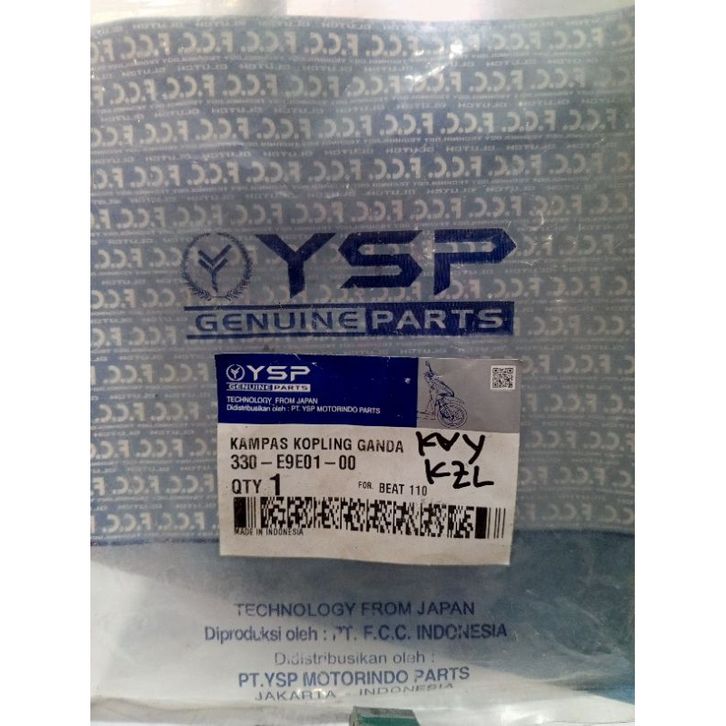 F.C.C. F.C.C. F.C.C. F.C.C.
CLUTCH
YSP
GENUINE PARTS
YSP
GENUINE PARTS
TECHNOLOGY FROM JAPAN
Didistribusikan oleh : PT. YSP MOTORINDO PARTS
KAMPAS KOPLING GANDA KVY
330-E9E01-00 KZL
QTY 1 FOR. BEAT 110
MADE IN INDONESIA
TECHNOLOGY FROM JAPAN
Diproduksi oleh : PT. F.C.C. INDONESIA
Didistribusikan oleh :
PT.YSP MOTORINDO PARTS
JAKARTA - INDONESIA